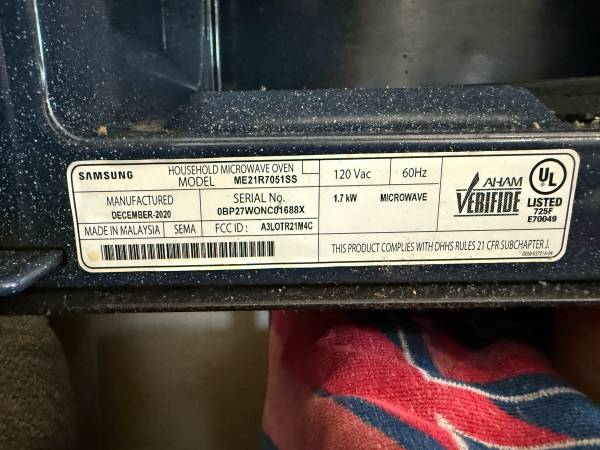 SAMSUNG
HOUSEHOLD MICROWAVE OVEN
MODEL ME21R7051SS
120 Vac
60Hz
MANUFACTURED
DECEMBER-2020
SERIAL No.
0BP27WONC01688X
1.7 kW MICROWAVE
MADE IN MALAYSIA
SEMA
FCC ID : A3LOTR21M4C
THIS PRODUCT COMPLIES WITH DHHS RULES 21 CFR SUBCHAPTER J.
AHAM
VERIFIDE
UL
LISTED
725F
E70049